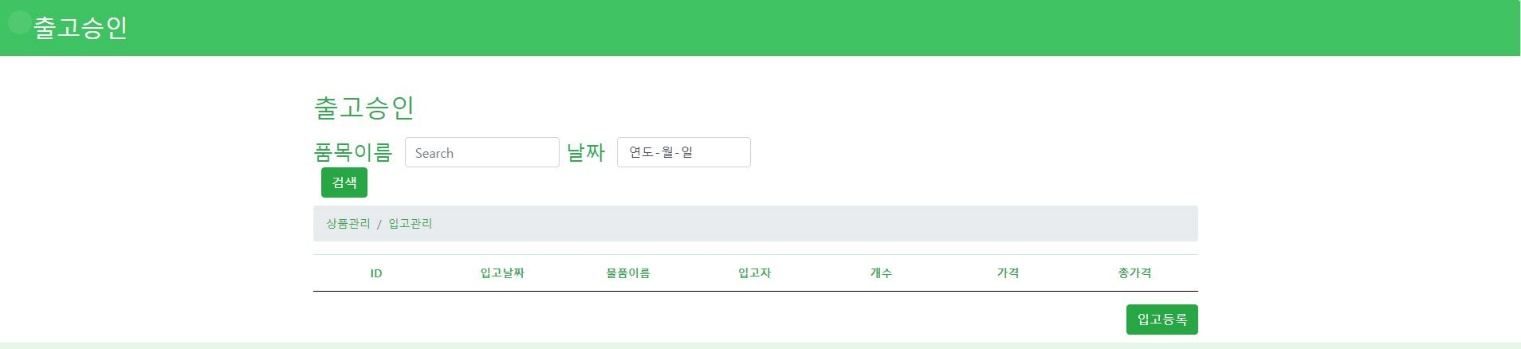 출고승인
출고승인
품목이름 Search 날짜 연도-월-일
검색
상품관리 / 입고관리
ID 입고날짜 물품이름 입고자 개수 가격 총가격
입고등록